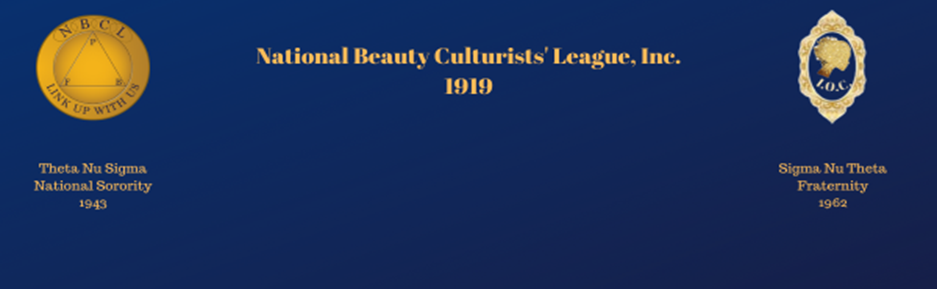 NBCL
P
F E
LINK UP WITH US
National Beauty Culturists' League, Inc.
1919
I.O.C.
Theta Nu Sigma
National Sorority
1943
Sigma Nu Theta
Fraternity
1962